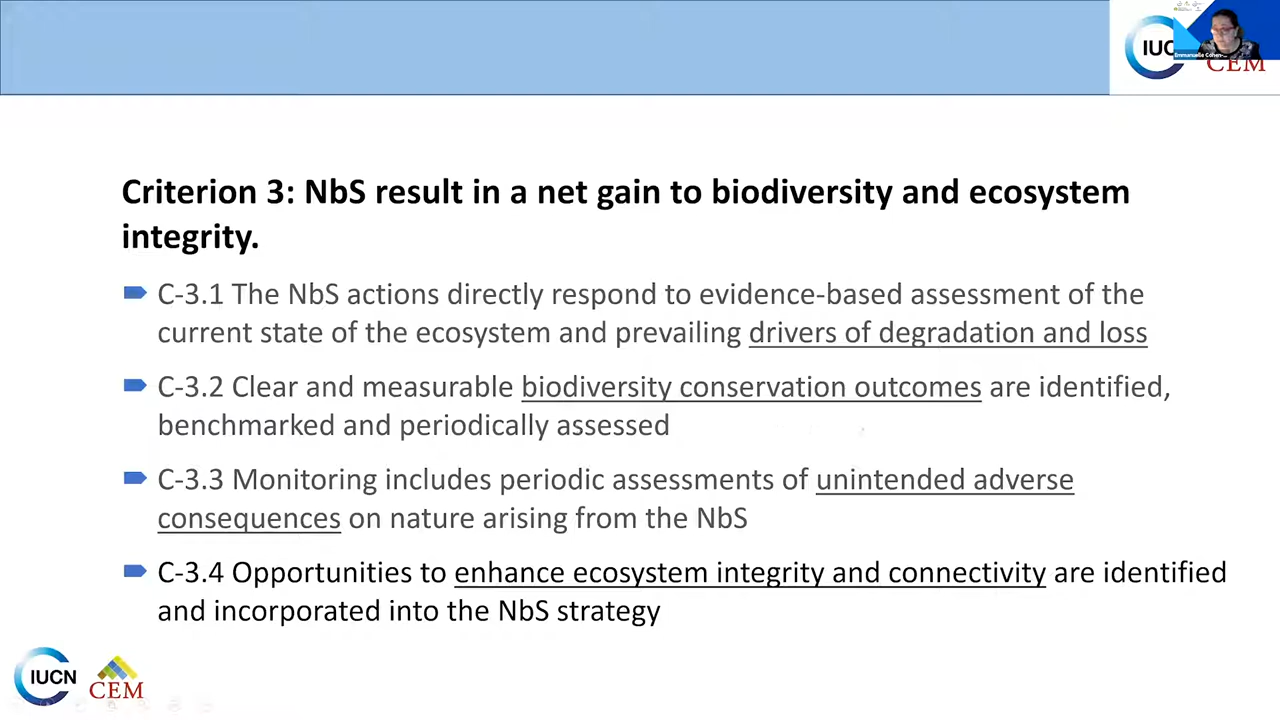 IUC
CEM
Emmanuelle Cohen-
Criterion 3: NbS result in a net gain to biodiversity and ecosystem
integrity.
C-3.1 The NbS actions directly respond to evidence-based assessment of the
current state of the ecosystem and prevailing drivers of degradation and loss
C-3.2 Clear and measurable biodiversity conservation outcomes are identified,
benchmarked and periodically assessed
C-3.3 Monitoring includes periodic assessments of unintended adverse
consequences on nature arising from the NbS
C-3.4 Opportunities to enhance ecosystem integrity and connectivity are identified
and incorporated into the NbS strategy
IUCN
CEM